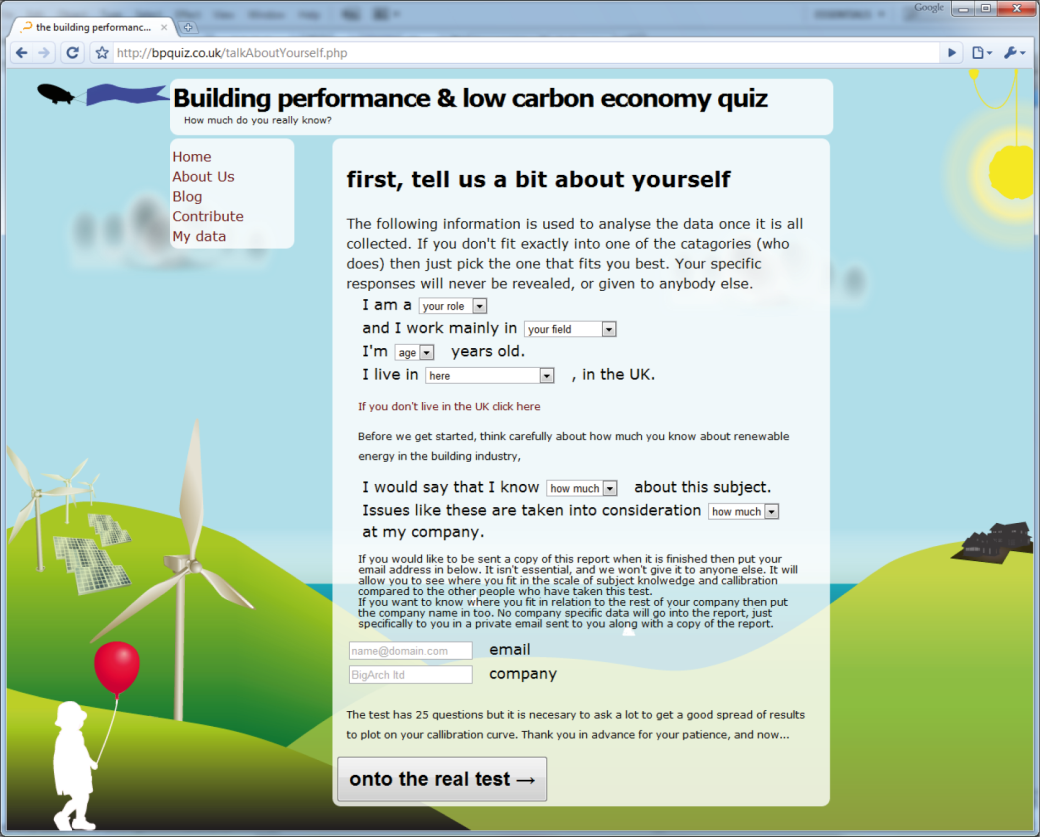 Google
the building performanc...
http://bpquiz.co.uk/talkAboutYourself.php
Building performance & low carbon economy quiz
How much do you really know?
Home
About Us
Blog
Contribute
My data
first, tell us a bit about yourself
The following information is used to analyse the data once it is all
collected. If you don't fit exactly into one of the catagories (who
does) then just pick the one that fits you best. Your specific
responses will never be revealed, or given to anybody else.
I am a your role
and I work mainly in your field
I'm age years old.
I live in here , in the UK.
If you don't live in the UK click here
Before we get started, think carefully about how much you know about renewable
energy in the building industry,
I would say that I know how much about this subject.
Issues like these are taken into consideration how much
at my company.
If you would like to be sent a copy of this report when it is finished then put your
email address in below. It isn't essential, and we won't give it to anyone else. It will
allow you to see where you fit in the scale of subject knolwedge and callibration
compared to the other people who have taken this test.
If you want to know where you fit in relation to the rest of your company then put
the company name in too. No company specific data will go into the report, just
specifically to you in a private email sent to you along with a copy of the report.
name@domain.com email
BigArch ltd company
The test has 25 questions but it is necesary to ask a lot to get a good spread of results
to plot on your callibration curve. Thank you in advance for your patience, and now...
onto the real test →